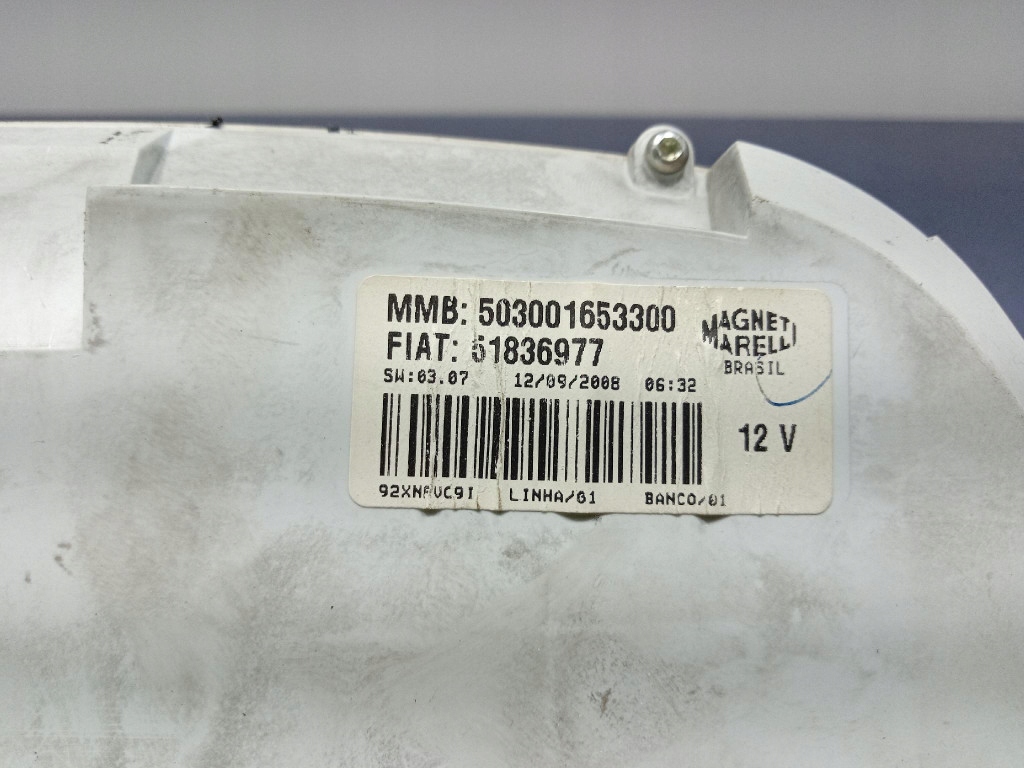 MMB: 503001653300
FIAT: 51836977
MAGNETI
MARELLI
BRASIL
SW:03.07 12/09/2008 06:32
12 V
LINHA/01 BANCO/01